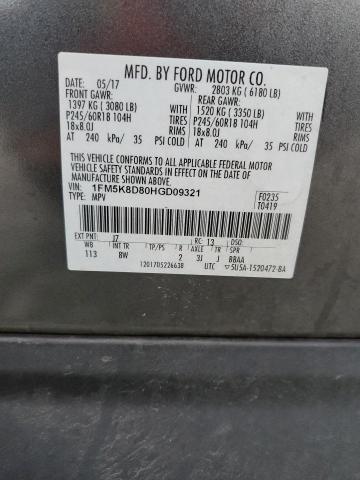 MFD. BY FORD MOTOR CO.
DATE: 05/17 GVWR: 2803 KG ( 6180 LB)
FRONT GAWR: REAR GAWR:
1397 KG ( 3080 LB) WITH 1520 KG ( 3350 LB) WITH
P245/60R18 104H TIRES P245/60R18 104H TIRES
18x8.0J RIMS 18x8.0J RIMS
AT 240 kPa/ 35 PSI COLD AT 240 kPa/ 35 PSI COLD
THIS VEHICLE CONFORMS TO ALL APPLICABLE FEDERAL MOTOR
VEHICLE SAFETY AND THEFT PREVENTION STANDARDS IN EFFECT ON THE DATE OF
MANUFACTURE SHOWN ABOVE.
VIN: 1FM5K8D80HGD09321 F0235
TYPE: MPV T0419
EXT PNT: J7 RC: 13 DSO:
WB INT TR TP/PS R AXLE TR SPR
113 8W 2 3J J BBAA
1201705226638 UTC 5U5A-1520472-BA